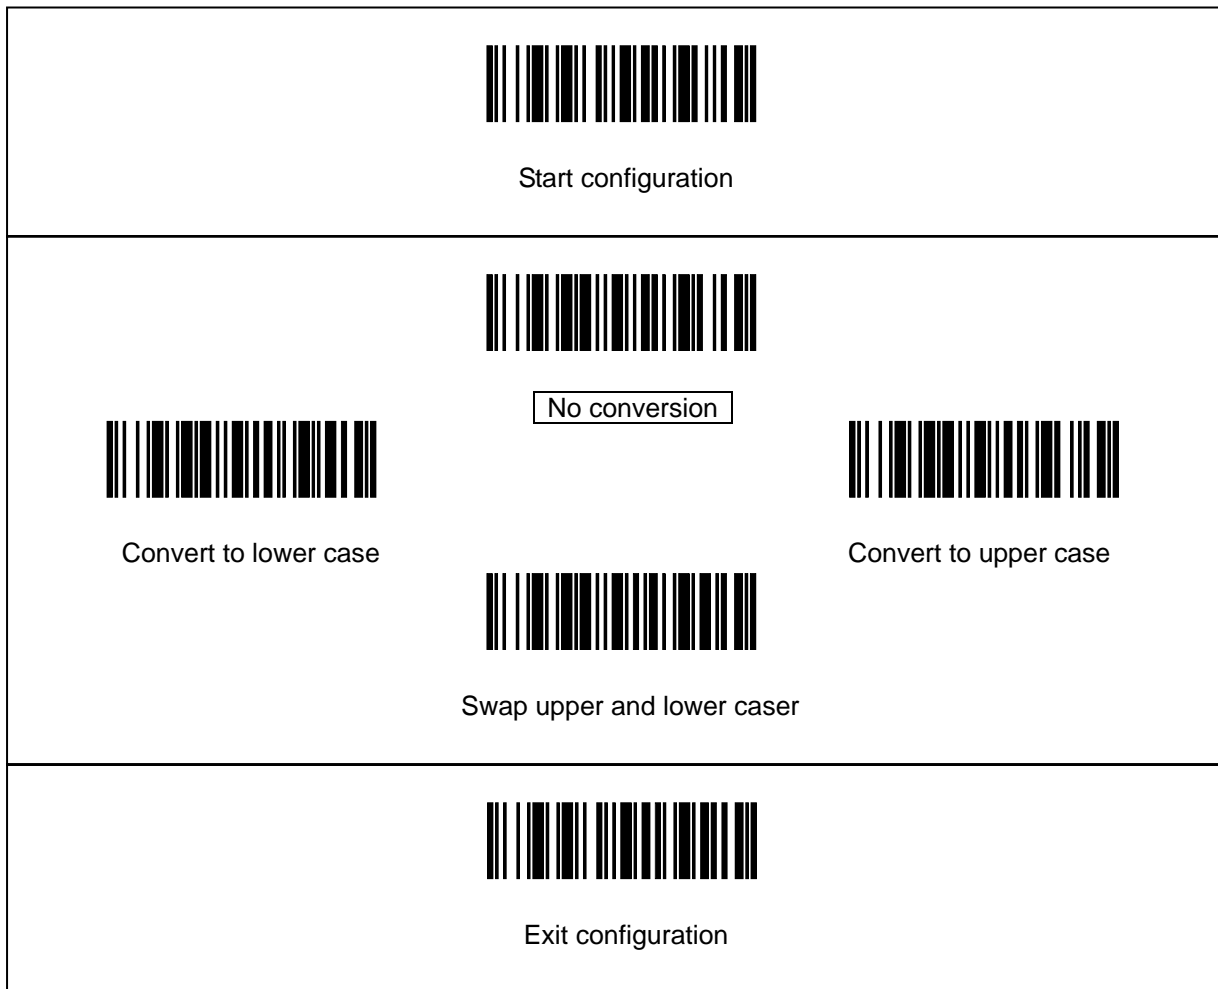 Start configuration
No conversion
Convert to lower case
Convert to upper case
Swap upper and lower caser
Exit configuration